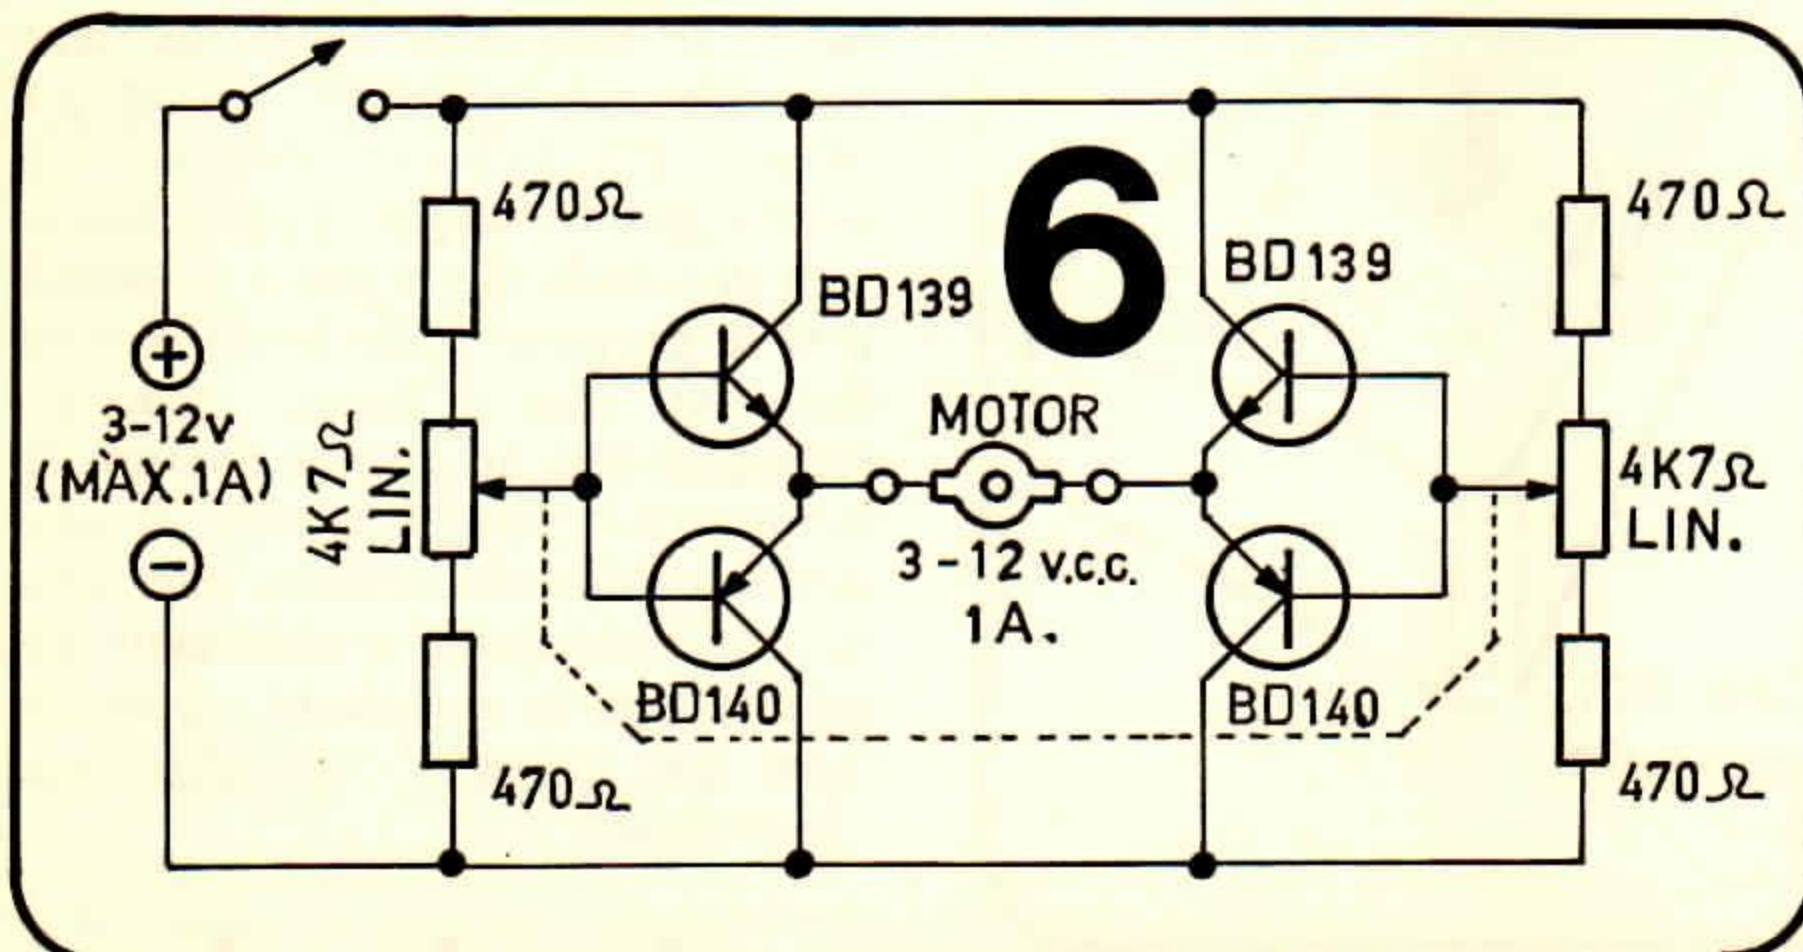 470Ω
470Ω
6
BD139
BD139
+
3-12v
(MAX.1A)
-
4K7Ω
LIN.
MOTOR
3-12 v.c.c.
1A.
4K7Ω
LIN.
BD140
BD140
470Ω
470Ω